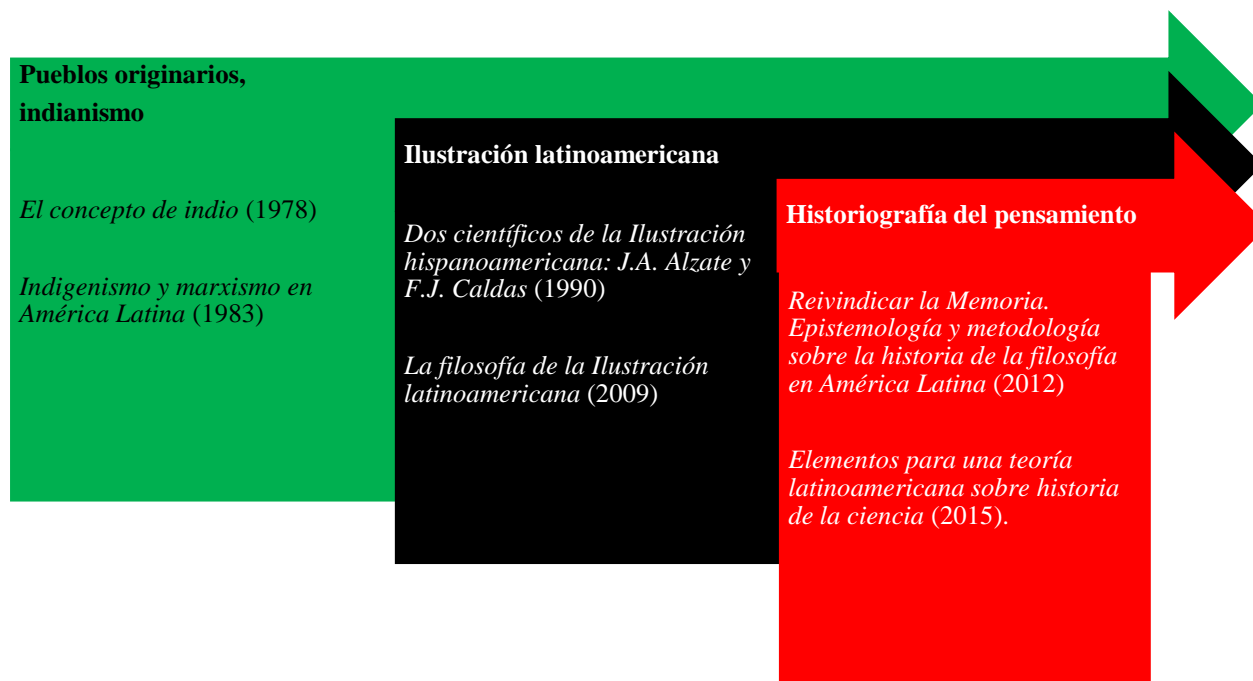 Pueblos originarios,
indianismo
El concepto de indio (1978)
Indigenismo y marxismo en
América Latina (1983)
Ilustración latinoamericana
Dos científicos de la Ilustración
hispanoamericana: J.A. Alzate y
F.J. Caldas (1990)
La filosofía de la Ilustración
latinoamericana (2009)
Historiografía del pensamiento
Reivindicar la Memoria.
Epistemología y metodología
sobre la historia de la filosofía
en América Latina (2012)
Elementos para una teoría
latinoamericana sobre historia
de la ciencia (2015).